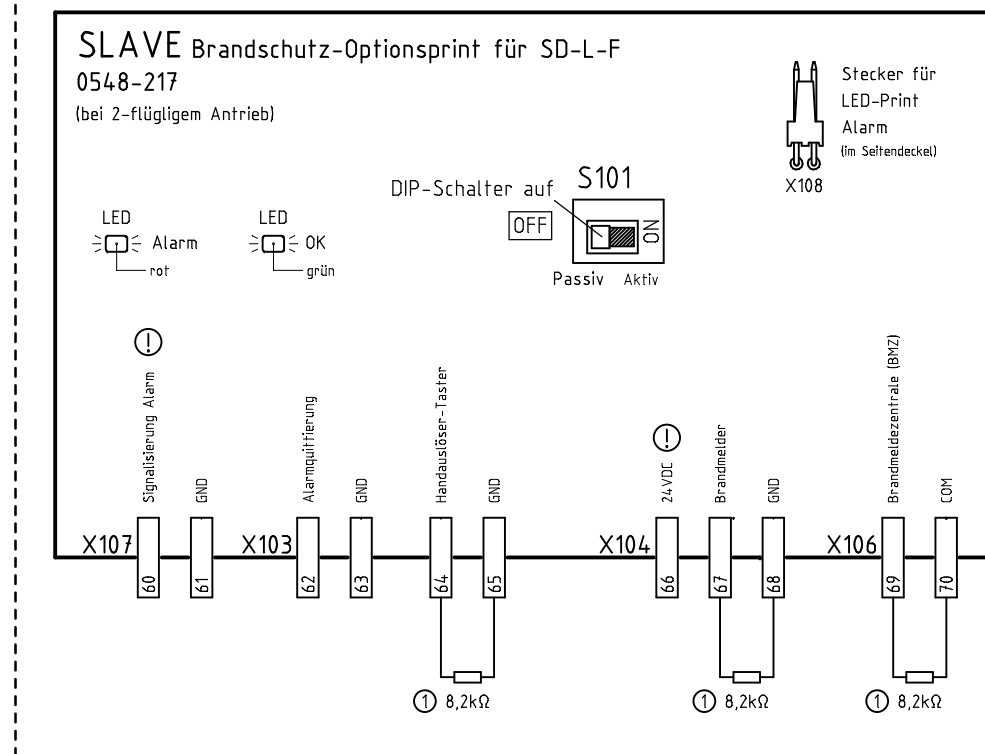 SLAVE Brandschutz-Optionsprint für SD-L-F
0548-217
(bei 2-flügligem Antrieb)
Stecker für
LED-Print
Alarm
(im Seitendeckel)
X108
DIP-Schalter auf
S101
OFF
ON
Passiv Aktiv
LED
Alarm
rot
LED
OK
grün
!
Signalisierung Alarm
GND
Alarmquittierung
GND
Handauslöser-Taster
GND
!
24VDC
Brandmelder
GND
Brandmeldezentrale (BMZ)
COM
X107
60
61
X103
62
63
64
65
X104
66
67
68
X106
69
70
1 8,2kΩ
1 8,2kΩ
1 8,2kΩ